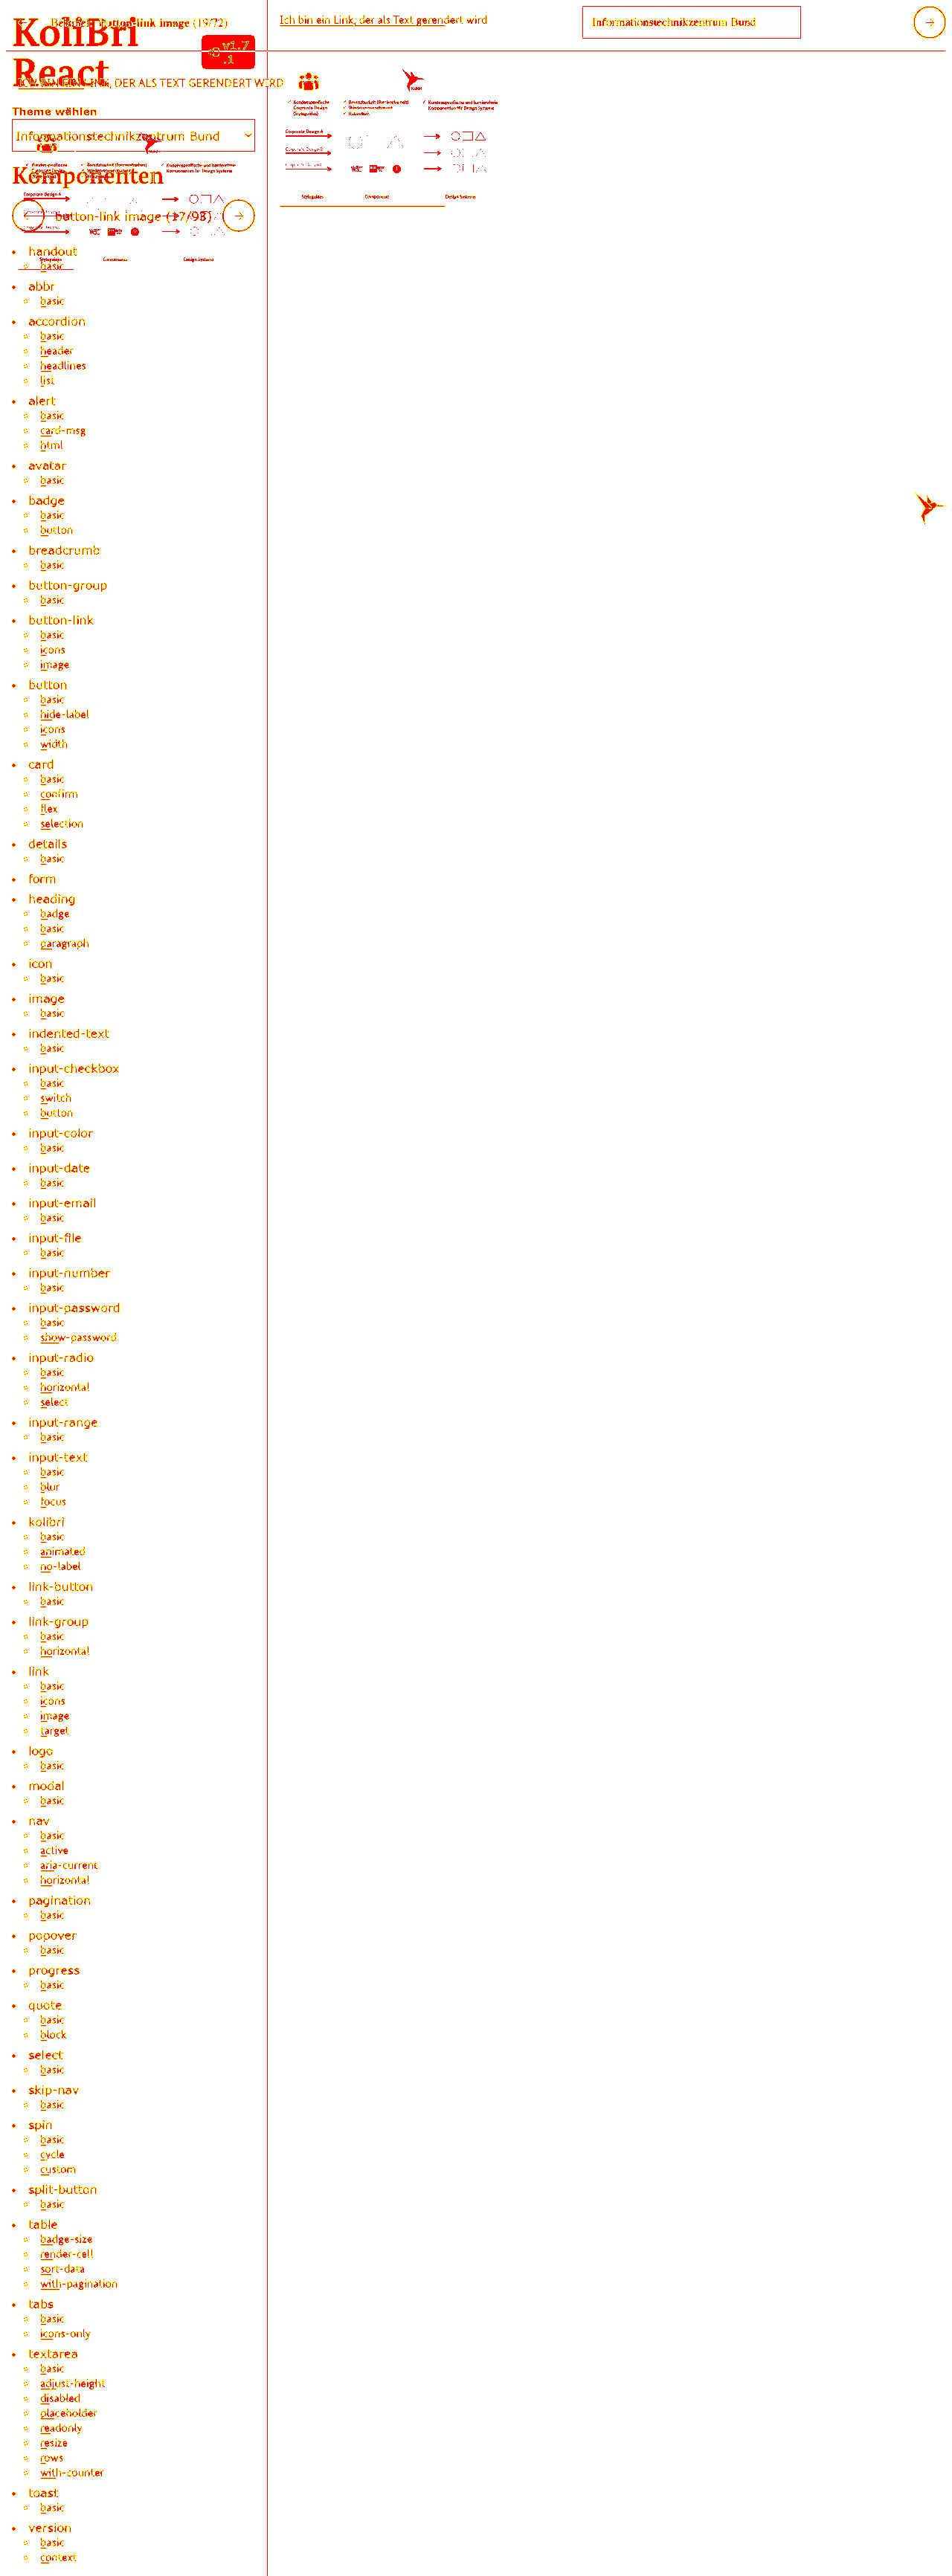 KoliBri
React
v1.7
.1
button-link image (19/72)
Ich bin ein Link, der als Text gerendert wird
Informationstechnikzentrum Bund
LINK, DER ALS TEXT GERENDERT WIRD
Theme wählen
Informationstechnikzentrum Bund
Komponenten
button-link image (17/98)
handout
basic
abbr
basic
accordion
basic
header
headlines
list
alert
basic
card-msg
html
avatar
basic
badge
basic
button
breadcrumb
basic
button-group
basic
button-link
basic
icons
image
button
basic
hide-label
icons
width
card
basic
confirm
flex
selection
details
basic
form
heading
badge
basic
paragraph
icon
basic
image
basic
indented-text
basic
input-checkbox
basic
switch
button
input-color
basic
input-date
basic
input-email
basic
input-file
basic
input-number
basic
input-password
basic
show-password
input-radio
basic
horizontal
select
input-range
basic
input-text
basic
blur
focus
kolibri
basic
animated
no-label
link-button
basic
link-group
basic
horizontal
link
basic
icons
image
target
logo
basic
modal
basic
nav
basic
active
aria-current
horizontal
pagination
basic
popover
basic
progress
basic
quote
basic
block
select
basic
skip-nav
basic
spin
basic
cycle
custom
split-button
basic
table
badge-size
render-cell
sort-data
with-pagination
tabs
basic
icons-only
textarea
basic
adjust-height
disabled
placeholder
readonly
resize
rows
with-counter
toast
basic
version
basic
context